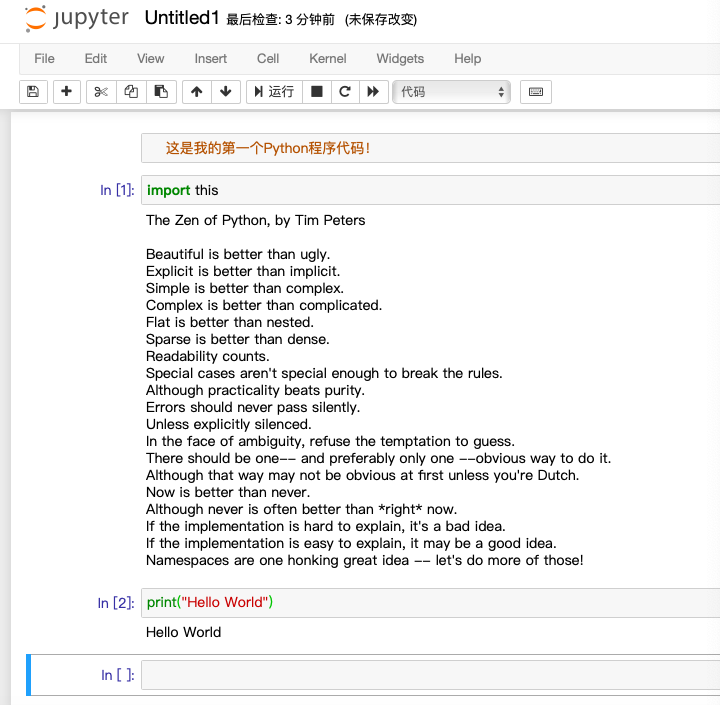 jupyter Untitled1 最后检查: 3 分钟前 (未保存改变)
File Edit View Insert Cell Kernel Widgets Help
运行 代码
这是我的第一个Python程序代码!
In [1]: import this
The Zen of Python, by Tim Peters
Beautiful is better than ugly.
Explicit is better than implicit.
Simple is better than complex.
Complex is better than complicated.
Flat is better than nested.
Sparse is better than dense.
Readability counts.
Special cases aren't special enough to break the rules.
Although practicality beats purity.
Errors should never pass silently.
Unless explicitly silenced.
In the face of ambiguity, refuse the temptation to guess.
There should be one-- and preferably only one --obvious way to do it.
Although that way may not be obvious at first unless you're Dutch.
Now is better than never.
Although never is often better than *right* now.
If the implementation is hard to explain, it's a bad idea.
If the implementation is easy to explain, it may be a good idea.
Namespaces are one honking great idea -- let's do more of those!
In [2]: print("Hello World")
Hello World
In [ ]: